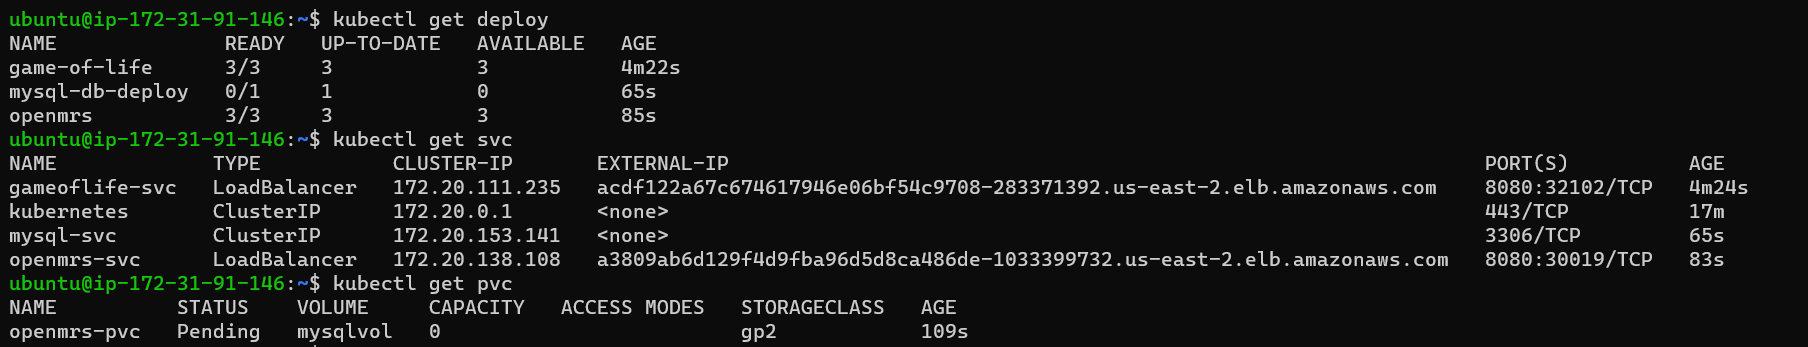 ubuntu@ip-172-31-91-146:~$ kubectl get deploy
NAME              READY   UP-TO-DATE   AVAILABLE   AGE
game-of-life      3/3     3            3           4m22s
mysql-db-deploy   0/1     1            0           65s
openmrs           3/3     3            3           85s
ubuntu@ip-172-31-91-146:~$ kubectl get svc
NAME             TYPE           CLUSTER-IP       EXTERNAL-IP                                                               PORT(S)          AGE
gameoflife-svc   LoadBalancer   172.20.111.235   acdf122a67c674617946e06bf54c9708-283371392.us-east-2.elb.amazonaws.com    8080:32102/TCP   4m24s
kubernetes       ClusterIP      172.20.0.1       <none>                                                                    443/TCP          17m
mysql-svc        ClusterIP      172.20.153.141   <none>                                                                    3306/TCP         65s
openmrs-svc      LoadBalancer   172.20.138.108   a3809ab6d129f4d9fba96d5d8ca486de-1033399732.us-east-2.elb.amazonaws.com   8080:30019/TCP   83s
ubuntu@ip-172-31-91-146:~$ kubectl get pvc
NAME          STATUS    VOLUME     CAPACITY   ACCESS MODES   STORAGECLASS   AGE
openmrs-pvc   Pending   mysqlvol   0                         gp2            109s